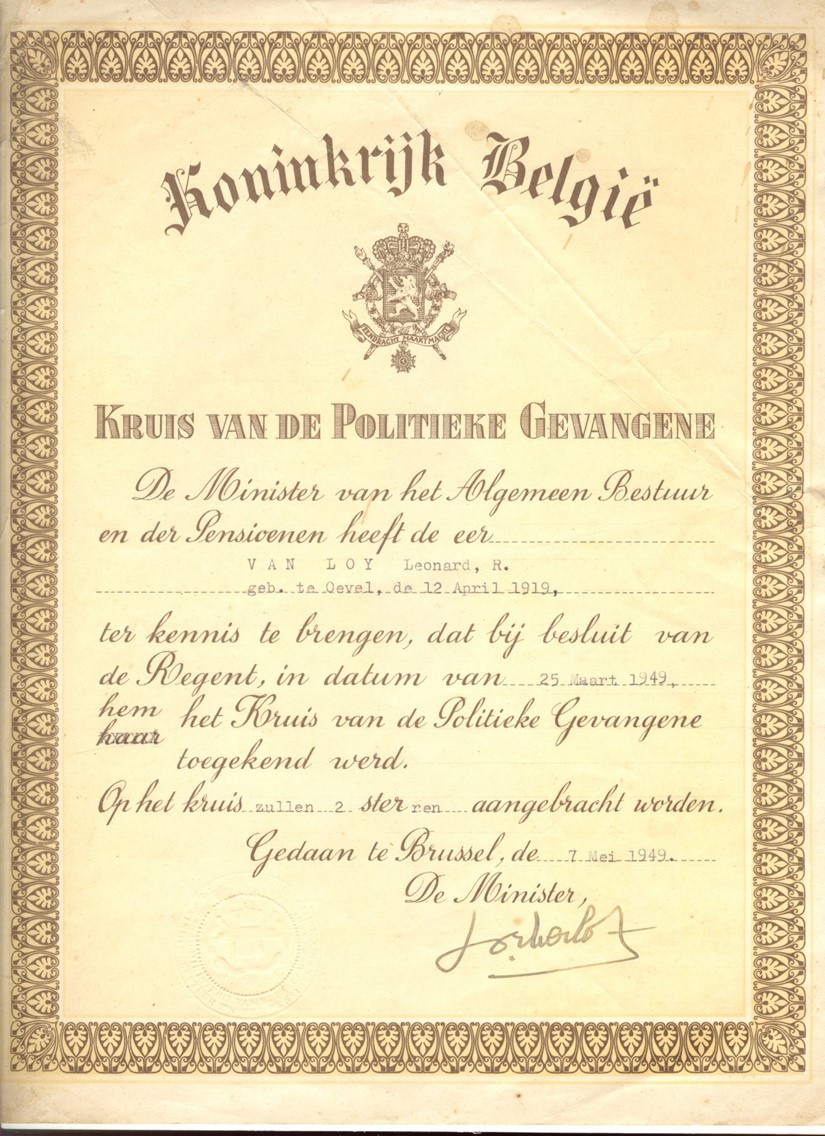 Koninkrijk België
EENDRACHT MAAKT MACHT
KRUIS VAN DE POLITIEKE GEVANGENE
De Minister van het Algemeen Bestuur
en der Pensioenen heeft de eer
VAN LOY Leonard, R.
geb. te Oevel, de 12 April 1919,
ter kennis te brengen, dat bij besluit van
de Regent, in datum van 25 Maart 1949,
hem
haar het Kruis van de Politieke Gevangene
toegekend werd.
Op het kruis zullen 2 sterren aangebracht worden.
Gedaan te Brussel, de 7 Mei 1949.
De Minister,